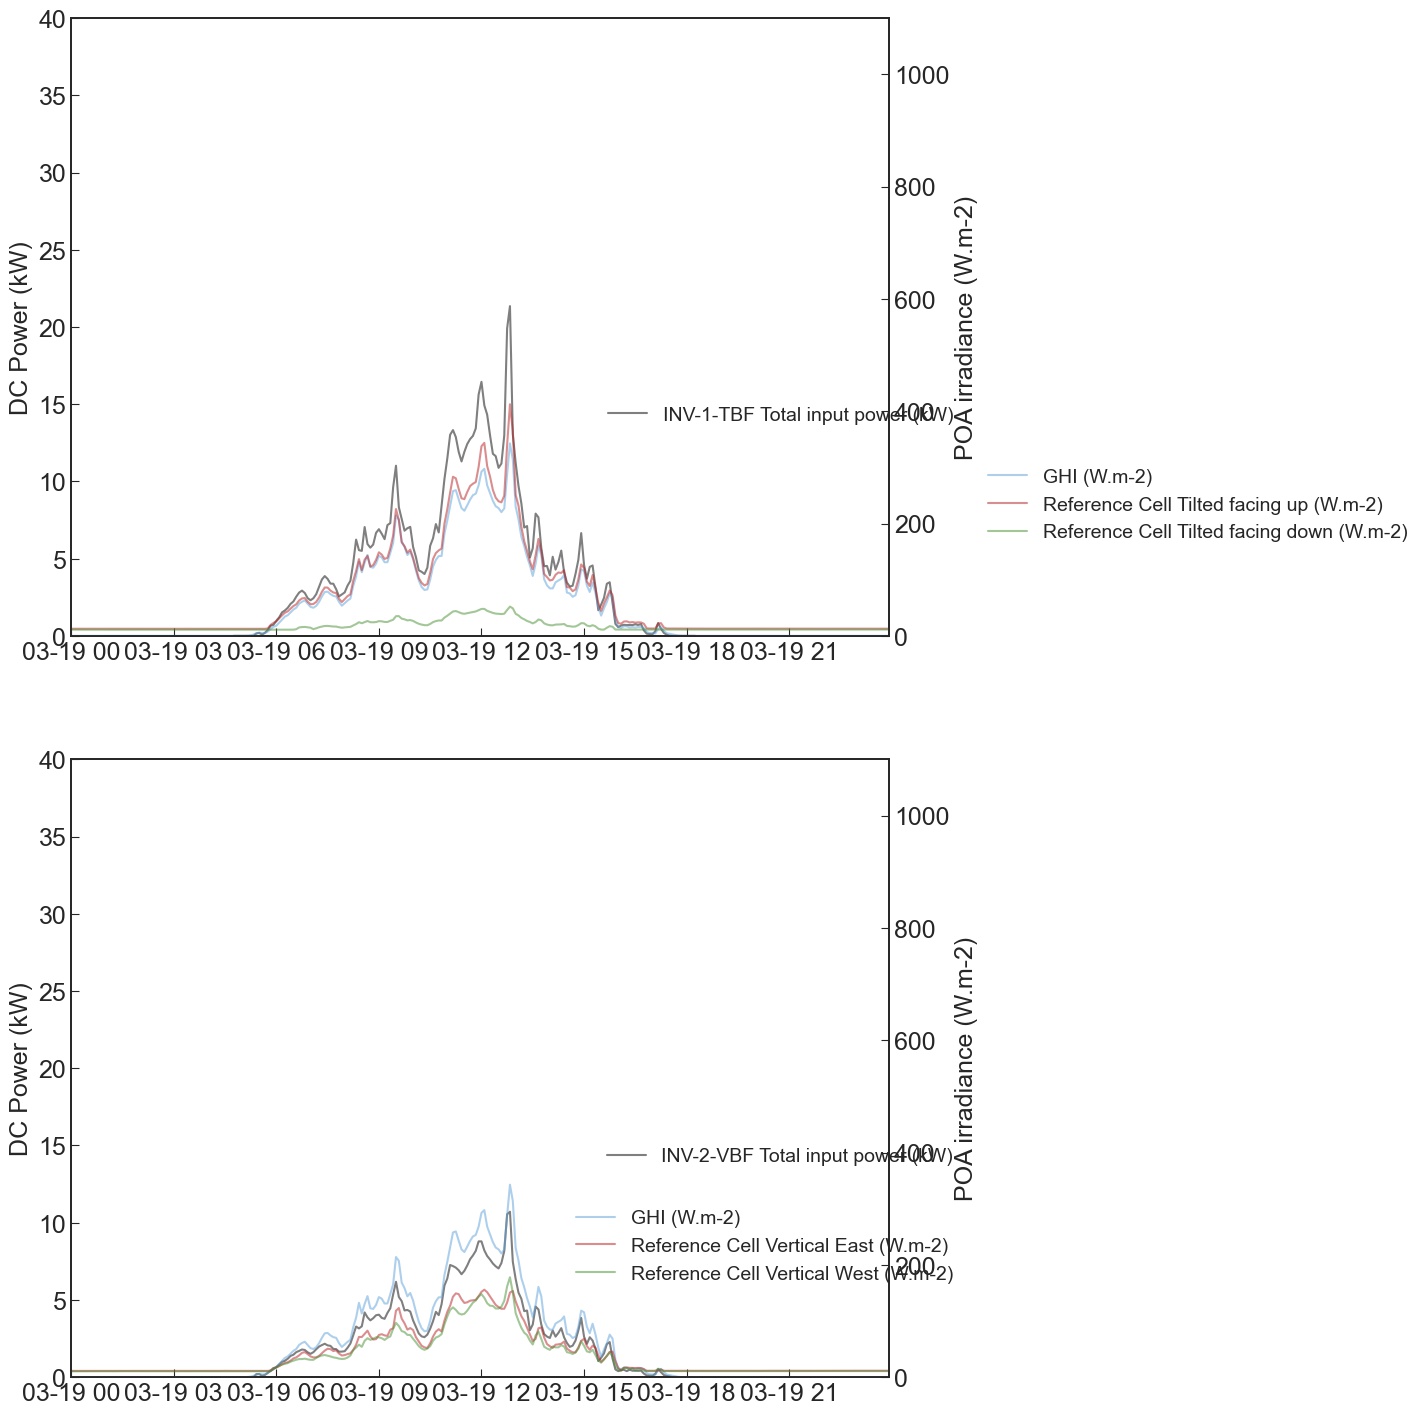 40
35
30
25
20
15
10
5
0
DC Power (kW)
1000
800
600
400
200
0
POA irradiance (W.m-2)
INV-1-TBF Total input power (kW)
GHI (W.m-2)
Reference Cell Tilted facing up (W.m-2)
Reference Cell Tilted facing down (W.m-2)
03-19 00 03-19 03 03-19 06 03-19 09 03-19 12 03-19 15 03-19 18 03-19 21
40
35
30
25
20
15
10
5
0
DC Power (kW)
1000
800
600
400
200
0
POA irradiance (W.m-2)
INV-2-VBF Total input power (kW)
GHI (W.m-2)
Reference Cell Vertical East (W.m-2)
Reference Cell Vertical West (W.m-2)
03-19 00 03-19 03 03-19 06 03-19 09 03-19 12 03-19 15 03-19 18 03-19 21